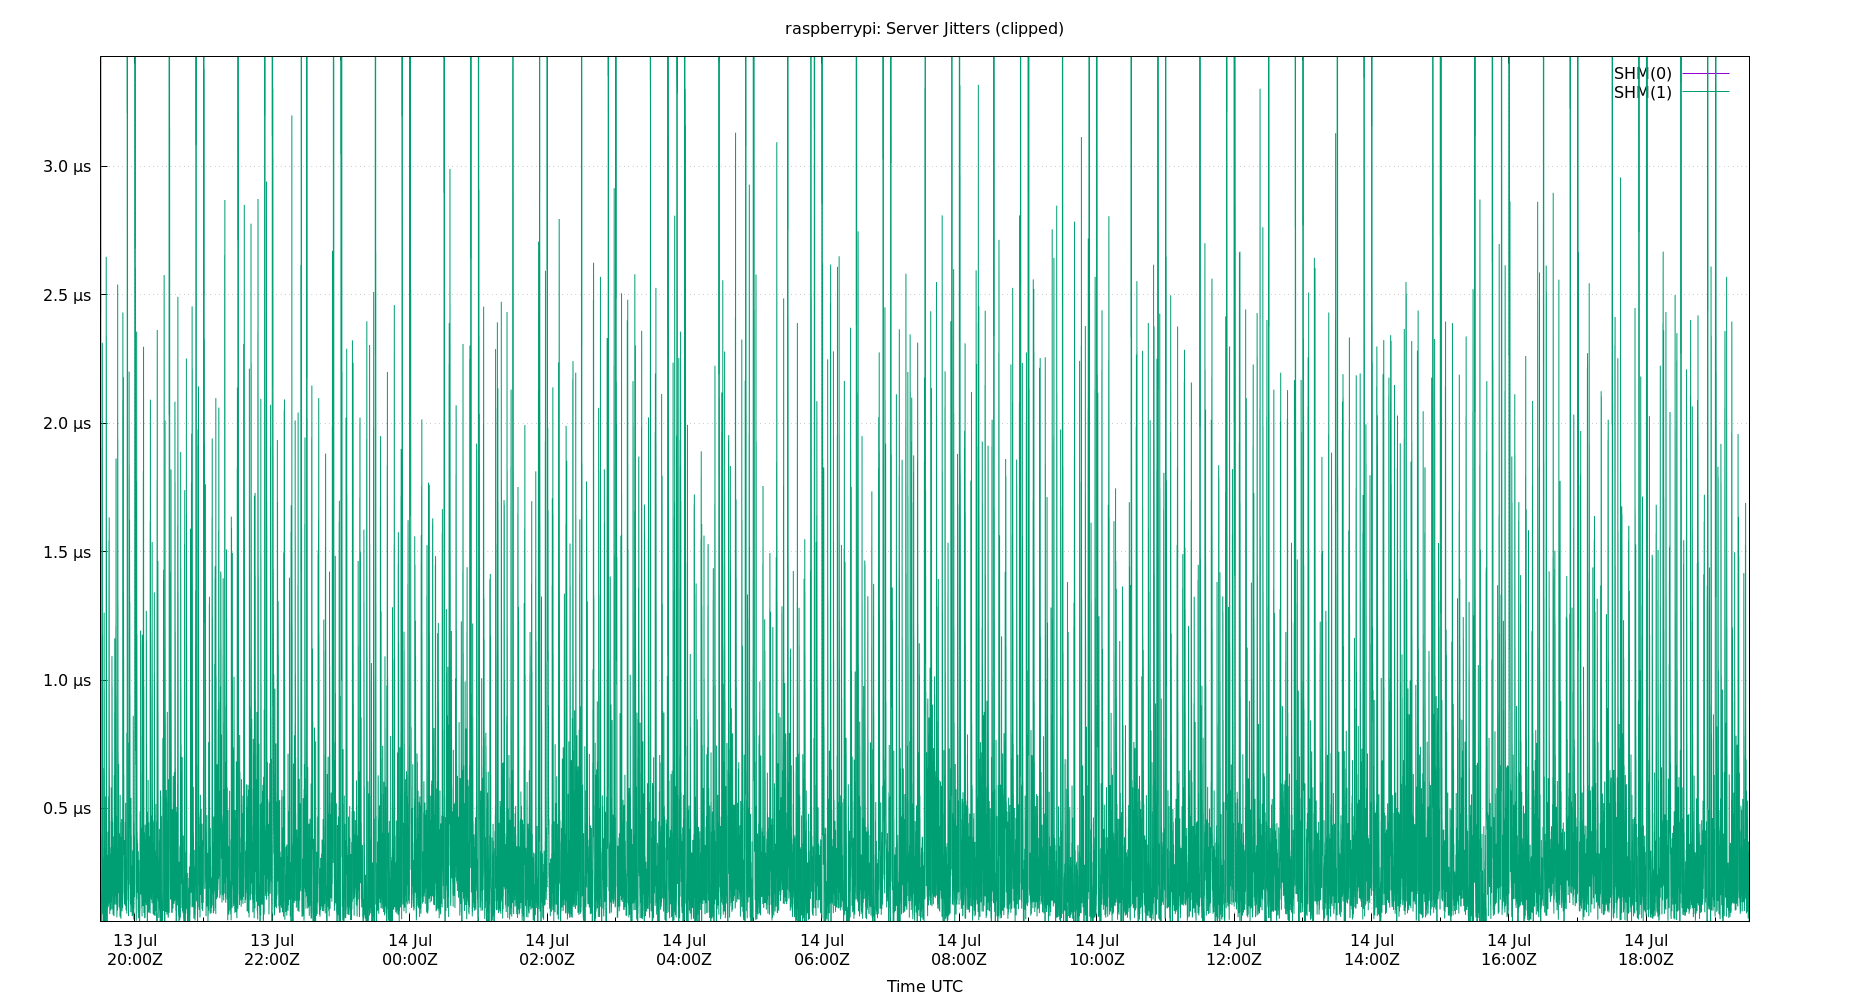 raspberrypi: Server Jitters (clipped)
SHM(0)
SHM(1)
3.0 µs
2.5 µs
2.0 µs
1.5 µs
1.0 µs
0.5 µs
13 Jul 13 Jul 14 Jul 14 Jul 14 Jul 14 Jul 14 Jul 14 Jul 14 Jul 14 Jul 14 Jul 14 Jul
20:00Z 22:00Z 00:00Z 02:00Z 04:00Z 06:00Z 08:00Z 10:00Z 12:00Z 14:00Z 16:00Z 18:00Z
Time UTC